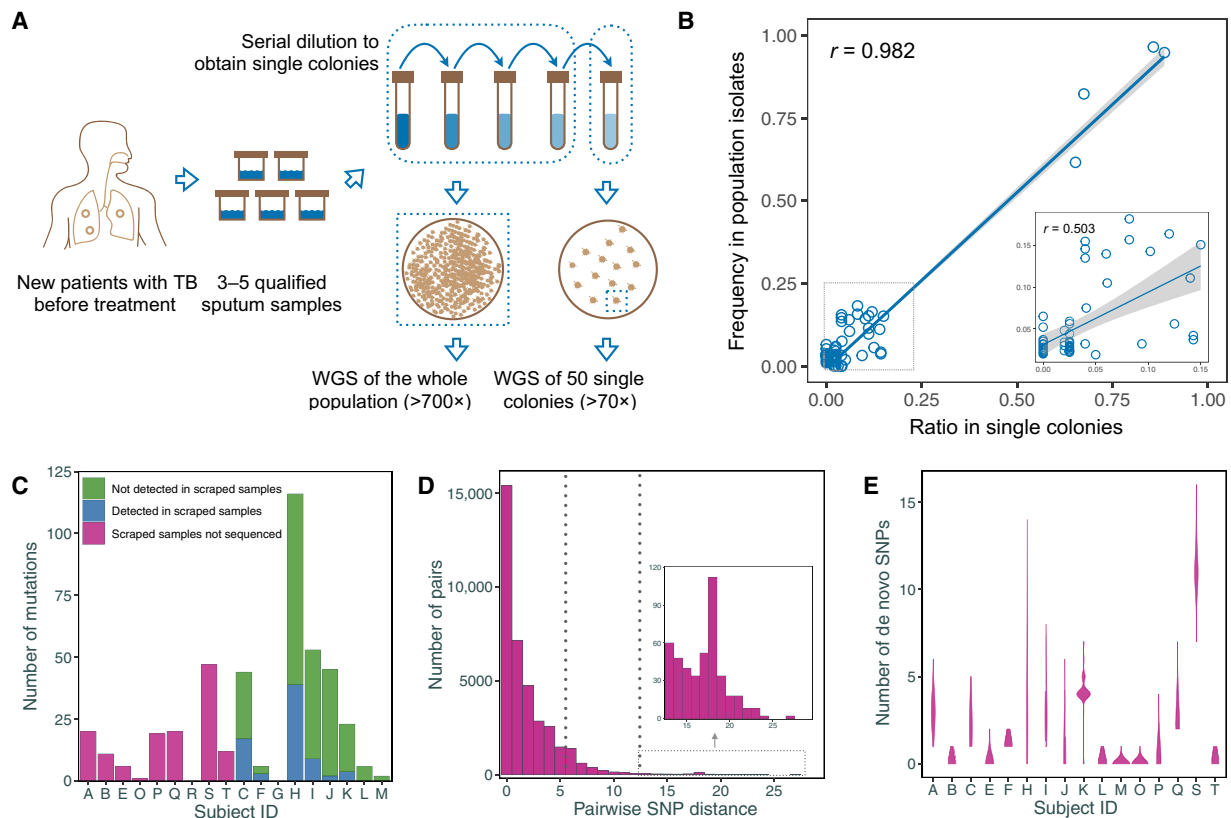 A
Serial dilution to
obtain single colonies
New patients with TB
before treatment
3–5 qualified
sputum samples
WGS of the whole
population (>700×)
WGS of 50 single
colonies (>70×)
B
r = 0.982
Frequency in population isolates
1.00
0.75
0.50
0.25
0.00
0.00 0.25 0.50 0.75 1.00
Ratio in single colonies
r = 0.503
0.15
0.10
0.05
0.00 0.05 0.10 0.15
C
Number of mutations
125
100
75
50
25
0
Not detected in scraped samples
Detected in scraped samples
Scraped samples not sequenced
A B E O P Q R S T C F G H I J K L M
Subject ID
D
Number of pairs
15,000
10,000
5000
0
0 5 10 15 20 25
Pairwise SNP distance
120
90
60
30
0
15 20 25
E
Number of de novo SNPs
15
10
5
0
A B C E F H I J K L M O P Q S T
Subject ID